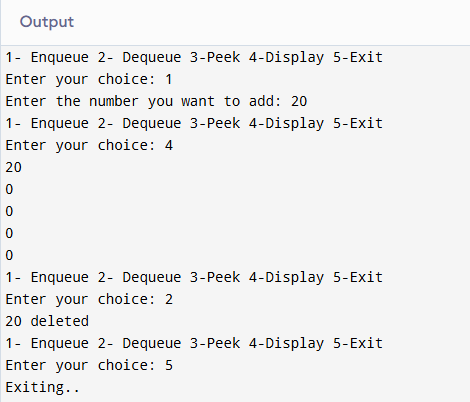 Output
1- Enqueue 2- Dequeue 3-Peek 4-Display 5-Exit
Enter your choice: 1
Enter the number you want to add: 20
1- Enqueue 2- Dequeue 3-Peek 4-Display 5-Exit
Enter your choice: 4
20
0
0
0
0
1- Enqueue 2- Dequeue 3-Peek 4-Display 5-Exit
Enter your choice: 2
20 deleted
1- Enqueue 2- Dequeue 3-Peek 4-Display 5-Exit
Enter your choice: 5
Exiting..